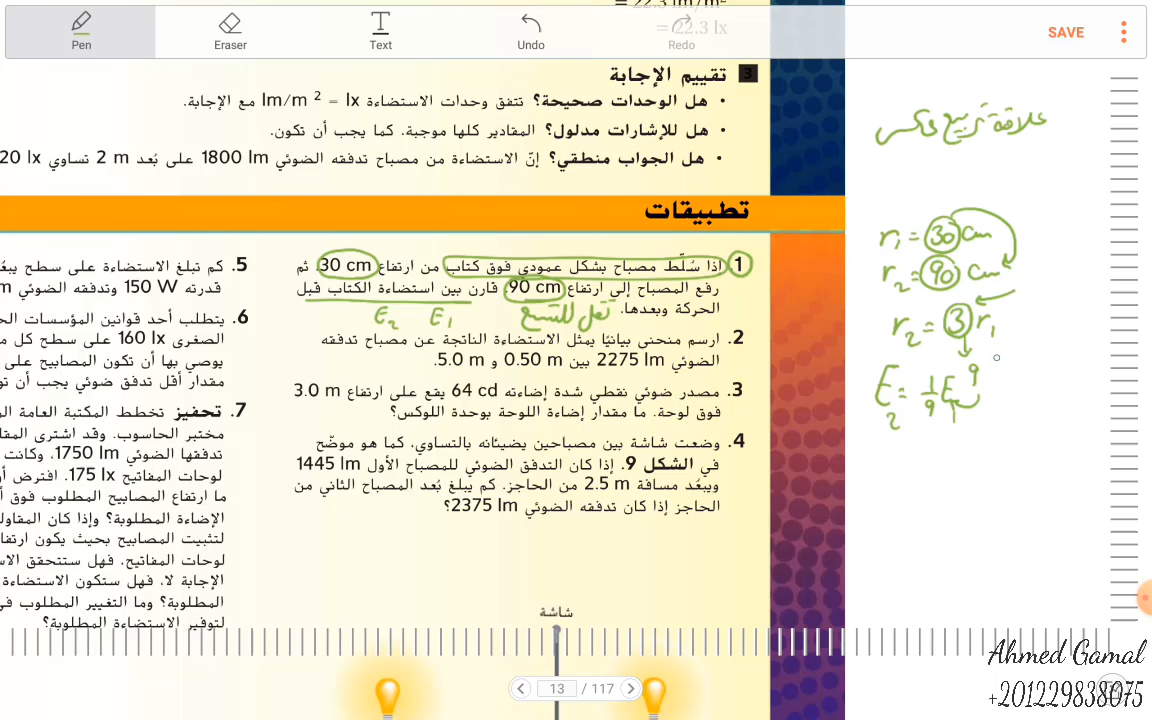 = 22.3 lm/m²
= 22.3 lx
Pen
Eraser
Text
Undo
Redo
SAVE
3 تقييم الإجابة
• هل الوحدات صحيحة؟ تتفق وحدات الاستضاءة lm/m 2 = lx مع الإجابة.
• هل للإشارات مدلول؟ المقادير كلها موجبة، كما يجب أن تكون.
• هل الجواب منطقي؟ إنّ الاستضاءة من مصباح تدفقه الضوئي 1800 lm على بُعد 2 m تساوي 20 lx
تطبيقات
1 اذا سُلّط مصباح بشكل عمودي فوق كتاب من ارتفاع 30 cm، ثم
رفع المصباح إلى ارتفاع 90 cm، قارن بين استضاءة الكتاب قبل
الحركة وبعدها.
تقل للتسع E₁ E₂
2. ارسم منحنى بيانيًا يمثل الاستضاءة الناتجة عن مصباح تدفقه
الضوئي 2275 lm بين 0.50 m و 5.0 m.
3. مصدر ضوئي نقطي شدة إضاءته 64 cd يقع على ارتفاع 3.0 m
فوق لوحة. ما مقدار إضاءة اللوحة بوحدة اللوكس؟
4. وضعت شاشة بين مصباحين يضيئانه بالتساوي، كما هو موضّح
في الشكل 9. إذا كان التدفق الضوئي للمصباح الأول 1445 lm
ويبعُد مسافة 2.5 m من الحاجز. كم يبلغ بُعد المصباح الثاني من
الحاجز إذا كان تدفقه الضوئي 2375 lm؟
شاشة
5. كم تبلغ الاستضاءة على سطح
قدرته 150 W وتدفقه الضوئي
6. يتطلب أحد قوانين المؤسسات
الصغرى 160 lx على سطح كل
يوصي بها أن تكون المصابيح على
مقدار أقل تدفق ضوئي يجب أن
7. تحفيز تخطط المكتبة العامة
مختبر الحاسوب. وقد اشترى
تدفقها الضوئي 1750 lm. وكانت
لوحات المفاتيح 175 lx. افترض
ما ارتفاع المصابيح المطلوب فوق
الإضاءة المطلوبة؟ وإذا كان
لتثبيت المصابيح بحيث يكون
لوحات المفاتيح، فهل ستتحقق
الإجابة لا، فهل ستكون الاستضاءة
المطلوبة؟ وما التغيير المطلوب
لتوفير الاستضاءة المطلوبة؟
علاقة تربيع عكسي
r₁ = 30 cm
r₂ = 90 cm
r₂ = 3 r₁
9
E₂ = 1/9 E₁
13 / 117
Ahmed Gamal
+201229838075